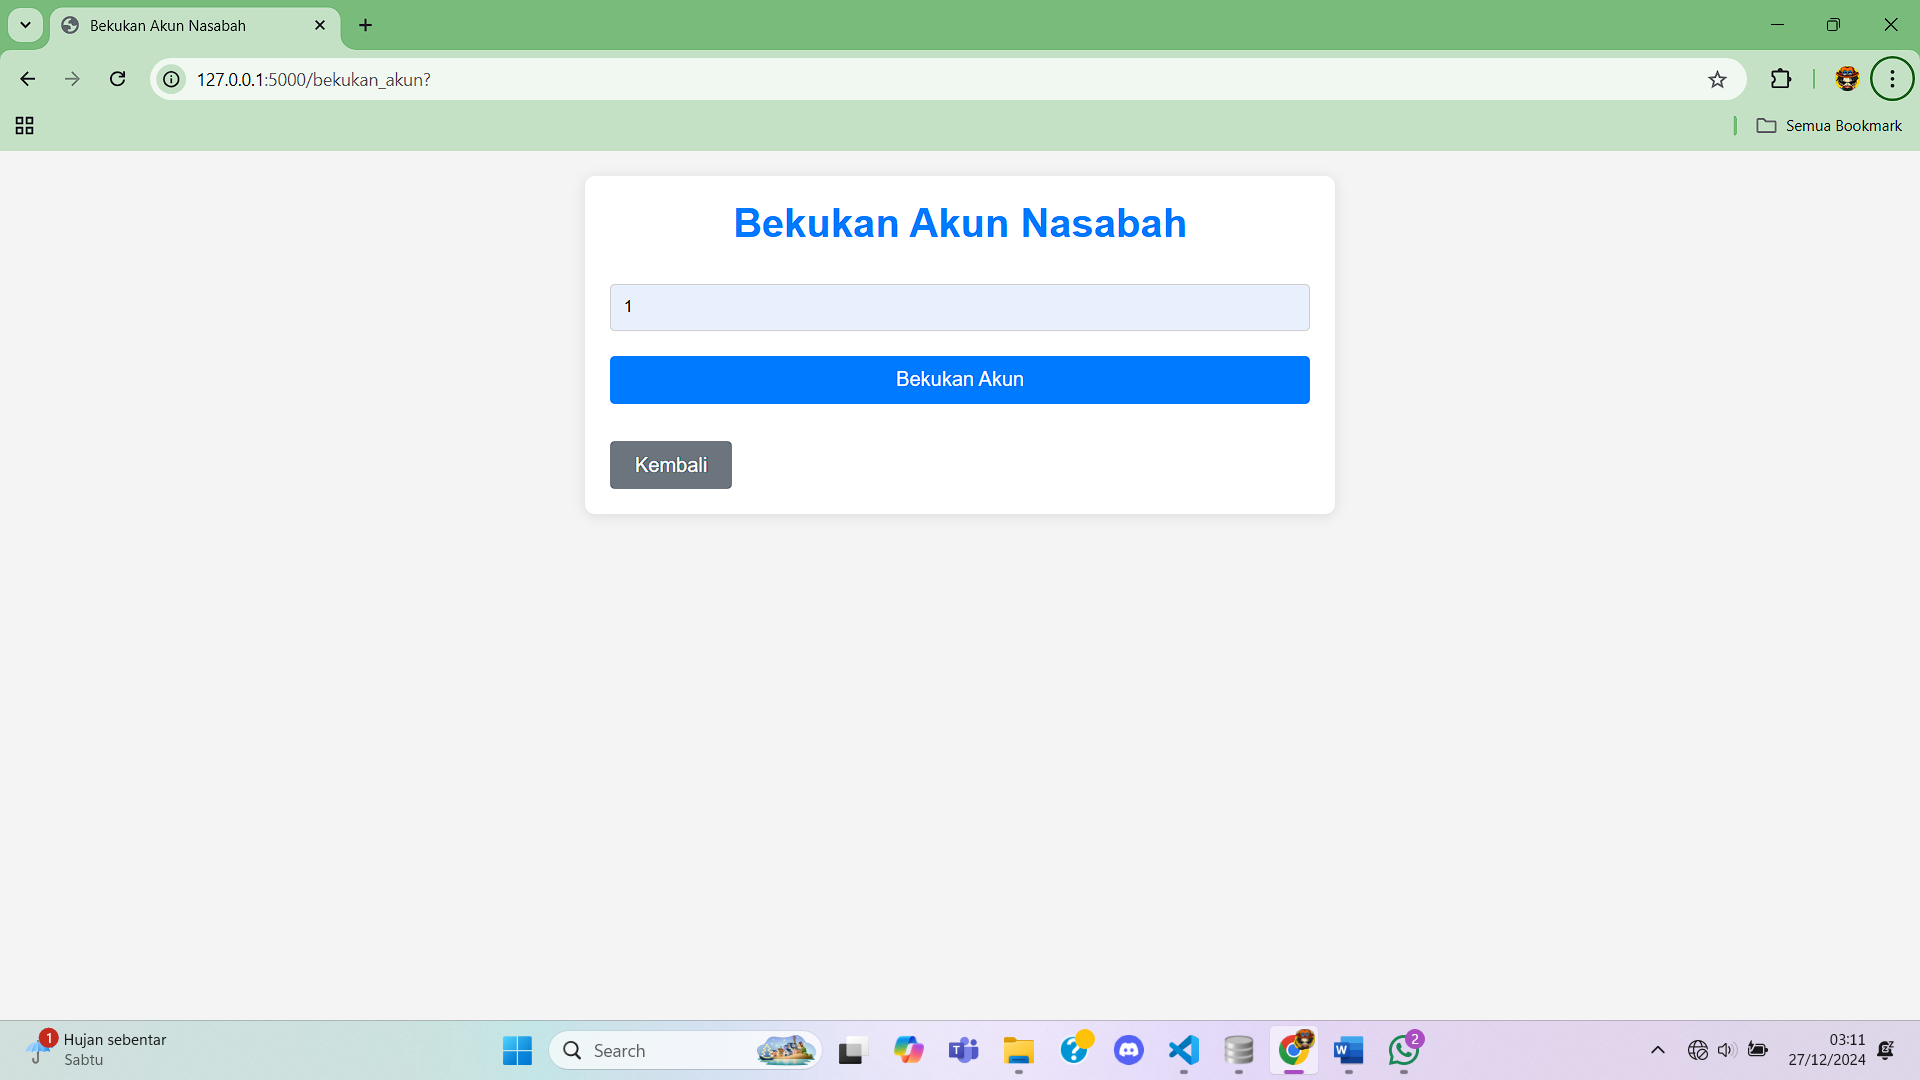 Bekukan Akun Nasabah
127.0.0.1:5000/bekukan_akun?
Semua Bookmark
Bekukan Akun Nasabah
1
Bekukan Akun
Kembali
1
Hujan sebentar
Sabtu
Search
2
03:11
27/12/2024